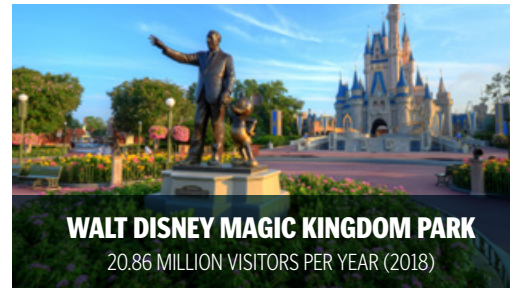 WALT DISNEY MAGIC KINGDOM PARK
20.86 MILLION VISITORS PER YEAR (2018)